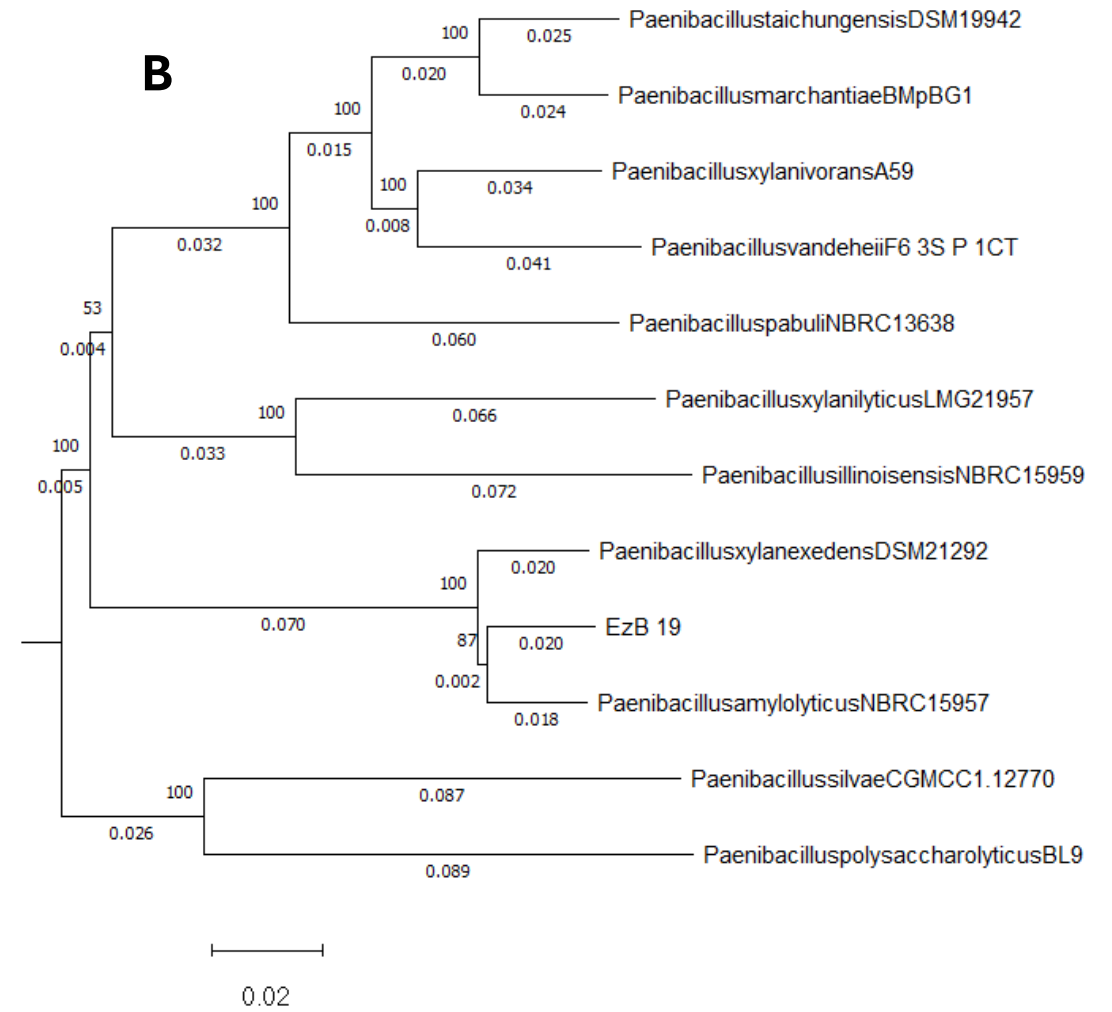 B
PaenibacillustaichungensisDSM19942
100
0.025
0.020
PaenibacillusmarchantiaeBMpBG1
100
0.024
0.015
PaenibacillusxylanivoransA59
100
0.034
100
0.008
0.032
PaenibacillusvandeheiiF6 3S P 1CT
0.041
53
PaenibacilluspabuliNBRC13638
0.060
0.004
PaenibacillusxylanilyticusLMG21957
100
0.066
100
0.033
PaenibacillusillinoisensisNBRC15959
0.005
0.072
PaenibacillusxylanexedensDSM21292
0.020
100
0.070
EzB 19
87
0.020
0.002
PaenibacillusamylolyticusNBRC15957
0.018
PaenibacillussilvaeCGMCC1.12770
100
0.087
0.026
PaenibacilluspolysaccharolyticusBL9
0.089
0.02